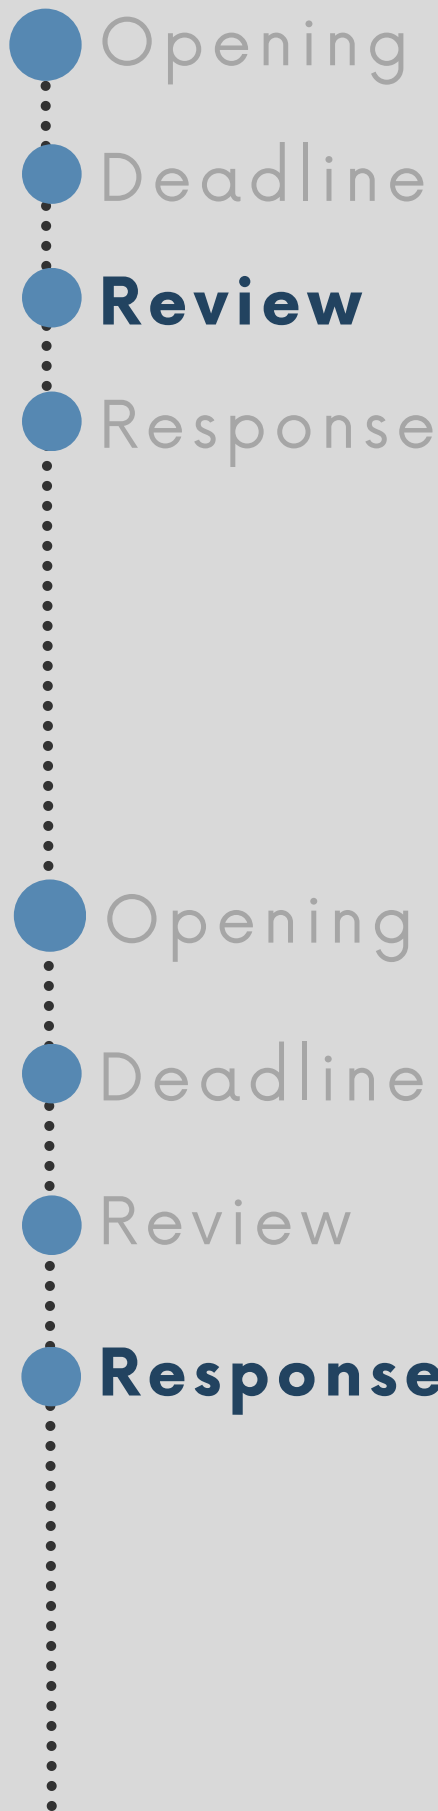 Opening
Deadline
Review
Response
Opening
Deadline
Review
Response